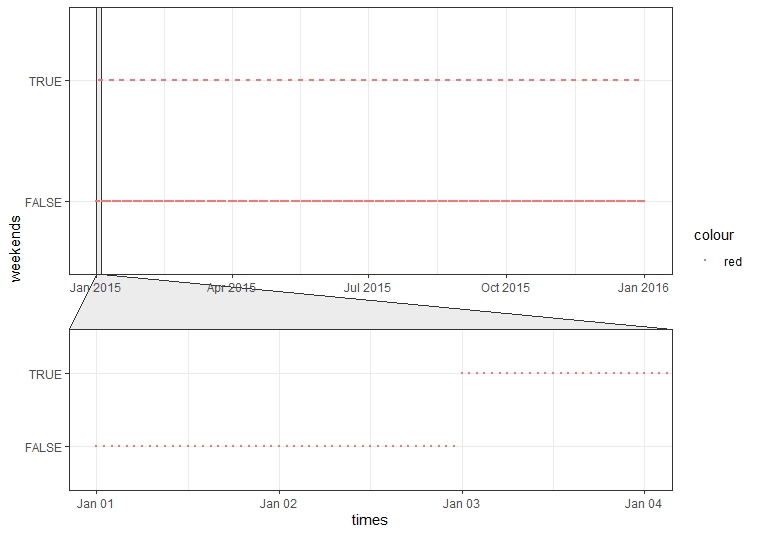 TRUE
FALSE
weekends
Jan 2015
Apr 2015
Jul 2015
Oct 2015
Jan 2016
colour
red
TRUE
FALSE
Jan 01
Jan 02
Jan 03
Jan 04
times